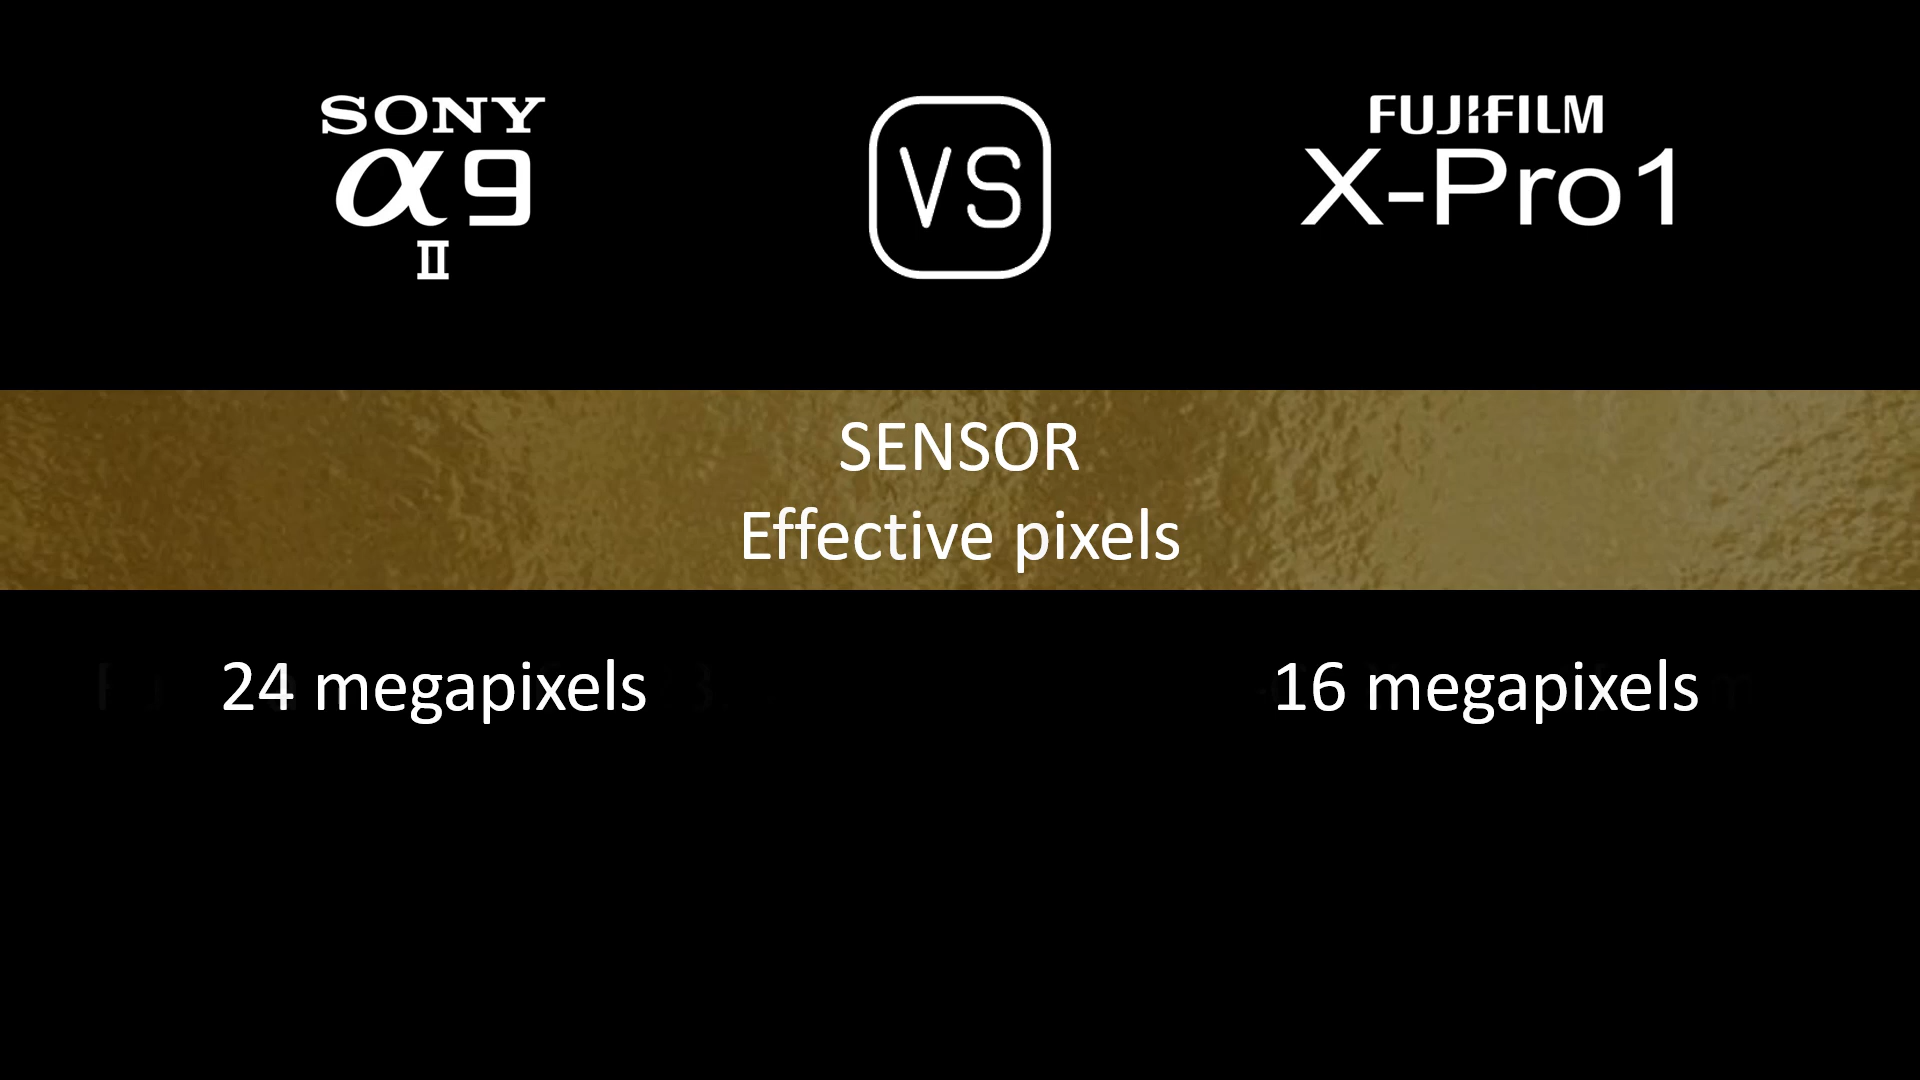 SONY
α9
II
VS
FUJIFILM
X-Pro1
SENSOR
Effective pixels
24 megapixels
16 megapixels